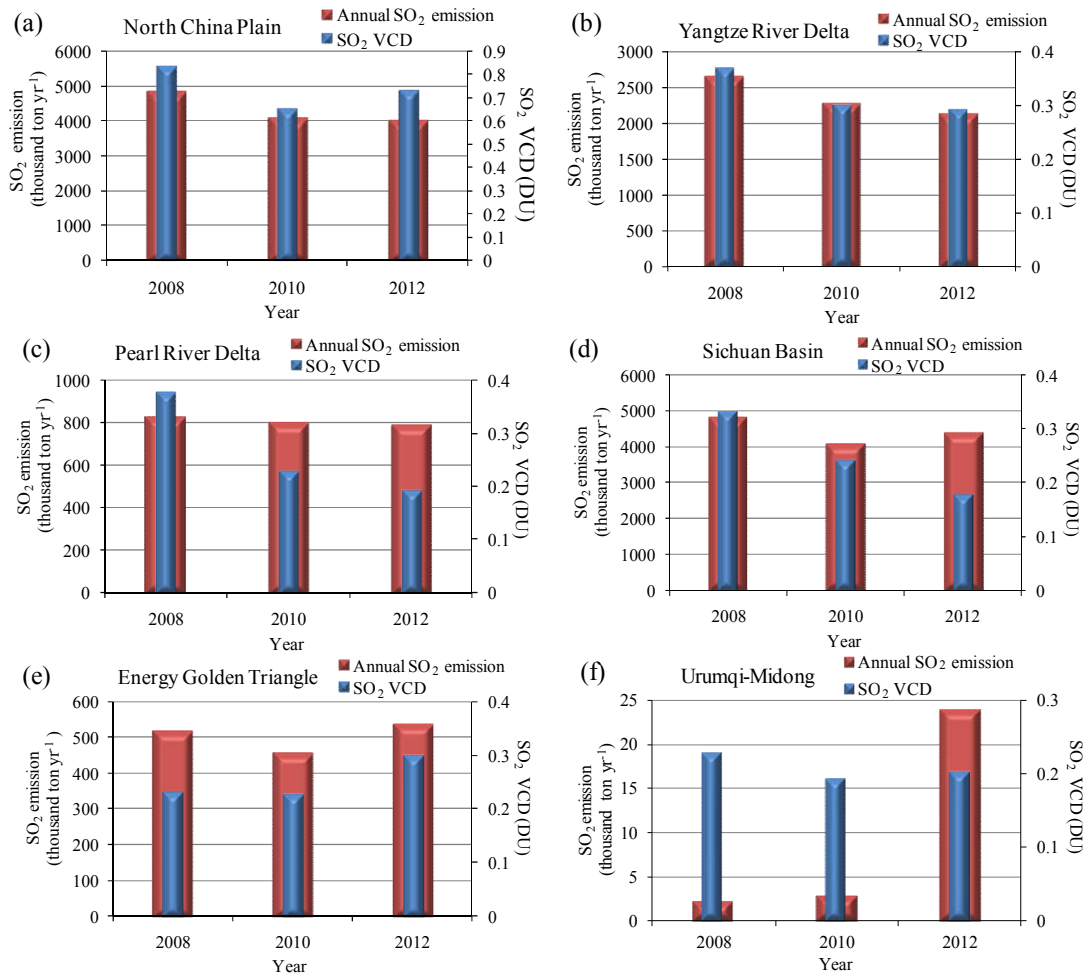 (a)
North China Plain
Annual SO2 emission
SO2 VCD
6000
5000
4000
3000
2000
1000
0
0.9
0.8
0.7
0.6
0.5
0.4
0.3
0.2
0.1
0
SO2 emission
(thousand ton yr-1)
SO2 VCD (DU)
2008 2010 2012
Year
(b)
Yangtze River Delta
Annual SO2 emission
SO2 VCD
3000
2500
2000
1500
1000
500
0
0.4
0.3
0.2
0.1
0
SO2 emission
(thousand ton yr-1)
SO2 VCD (DU)
2008 2010 2012
Year
(c)
Pearl River Delta
Annual SO2 emission
SO2 VCD
1000
800
600
400
200
0
0.4
0.3
0.2
0.1
0
SO2 emission
(thousand ton yr-1)
SO2 VCD (DU)
2008 2010 2012
Year
(d)
Sichuan Basin
Annual SO2 emission
SO2 VCD
6000
5000
4000
3000
2000
1000
0
0.4
0.3
0.2
0.1
0
SO2 emission
(thousand ton yr-1)
SO2 VCD (DU)
2008 2010 2012
Year
(e)
Energy Golden Triangle
Annual SO2 emission
SO2 VCD
600
500
400
300
200
100
0
0.4
0.3
0.2
0.1
0
SO2 emission
(thousand ton yr-1)
SO2 VCD (DU)
2008 2010 2012
Year
(f)
Urumqi-Midong
Annual SO2 emission
SO2 VCD
25
20
15
10
5
0
0.3
0.2
0.1
0
SO2 emission
(thousand ton yr-1)
SO2 VCD (DU)
2008 2010 2012
Year